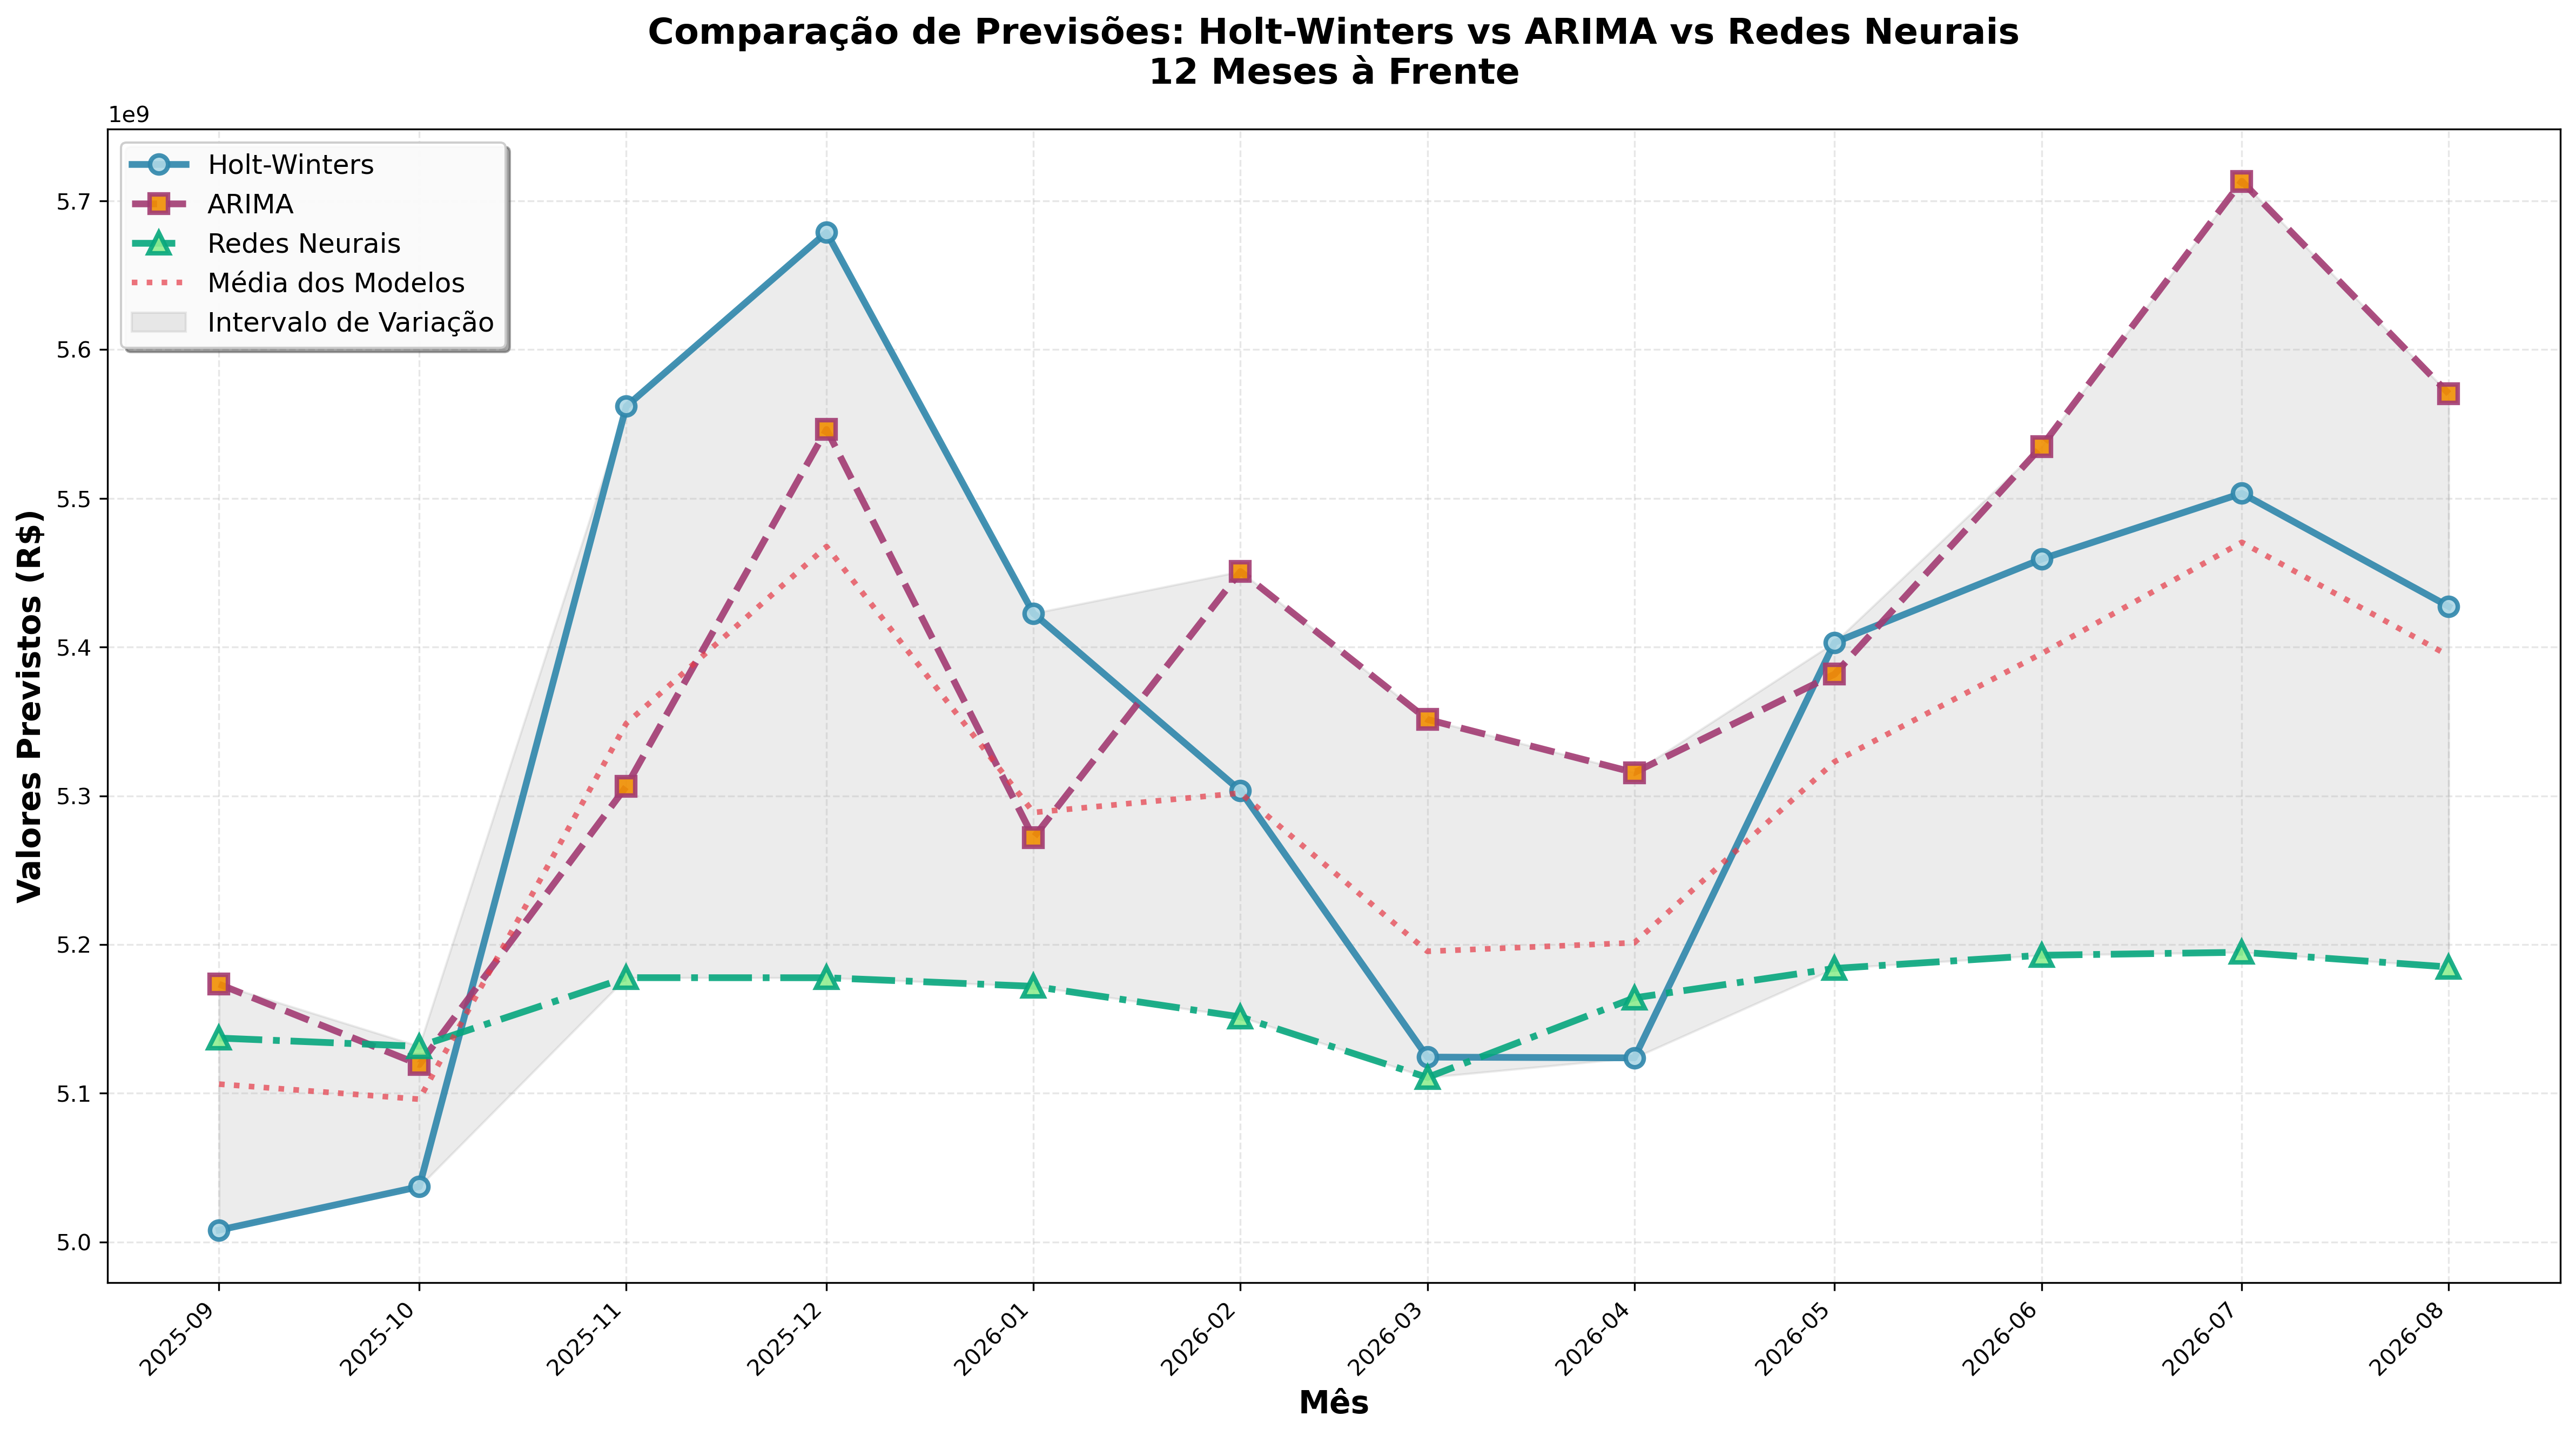 Comparação de Previsões: Holt-Winters vs ARIMA vs Redes Neurais
12 Meses à Frente
1e9
Holt-Winters
ARIMA
Redes Neurais
Média dos Modelos
Intervalo de Variação
Valores Previstos (R$)
5.7
5.6
5.5
5.4
5.3
5.2
5.1
5.0
2025-09
2025-10
2025-11
2025-12
2026-01
2026-02
2026-03
2026-04
2026-05
2026-06
2026-07
2026-08
Mês